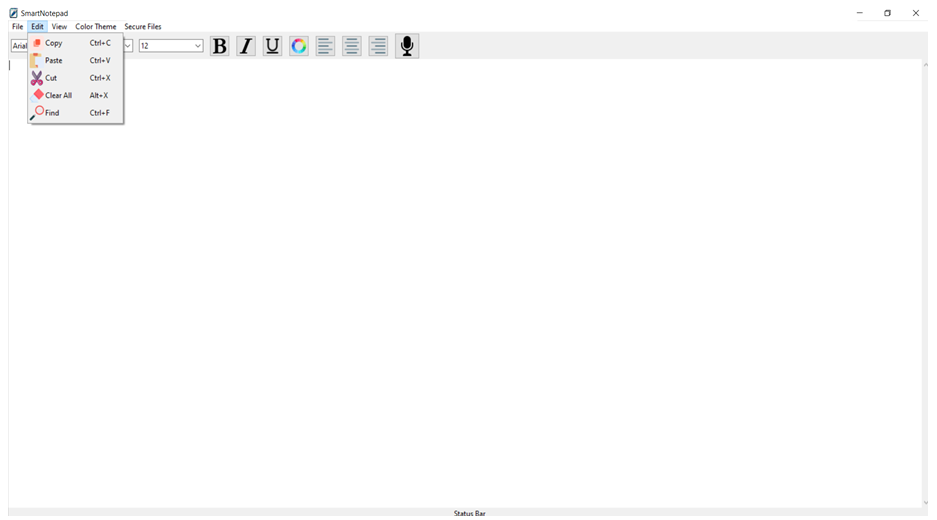 SmartNotepad
File Edit View Color Theme Secure Files
Arial 12 B I U
Copy Ctrl+C
Paste Ctrl+V
Cut Ctrl+X
Clear All Alt+X
Find Ctrl+F
Status Bar